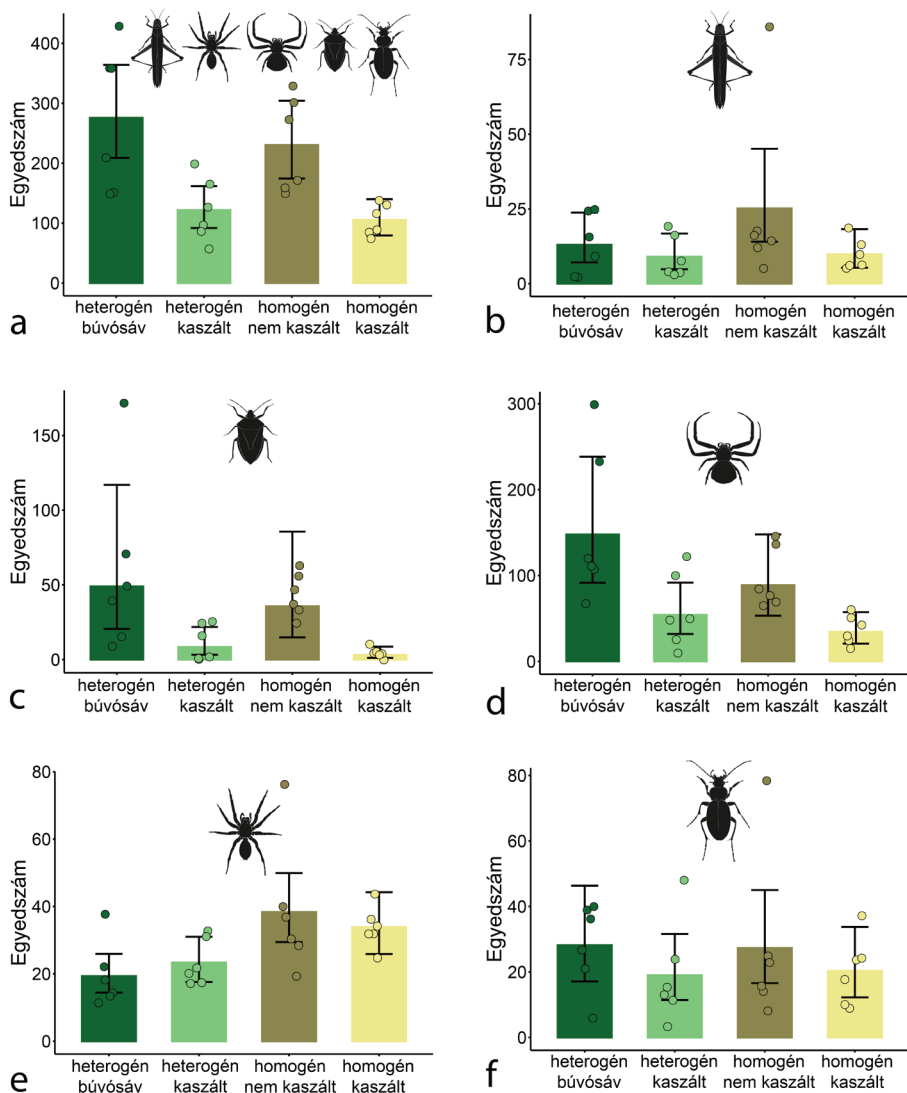 400
300
200
100
0
Egyedszám
heterogén heterogén homogén homogén
búvósáv kaszált nem kaszált kaszált
a
75
50
25
0
Egyedszám
heterogén heterogén homogén homogén
búvósáv kaszált nem kaszált kaszált
b
150
100
50
0
Egyedszám
heterogén heterogén homogén homogén
búvósáv kaszált nem kaszált kaszált
c
300
200
100
0
Egyedszám
heterogén heterogén homogén homogén
búvósáv kaszált nem kaszált kaszált
d
80
60
40
20
0
Egyedszám
heterogén heterogén homogén homogén
búvósáv kaszált nem kaszált kaszált
e
80
60
40
20
0
Egyedszám
heterogén heterogén homogén homogén
búvósáv kaszált nem kaszált kaszált
f